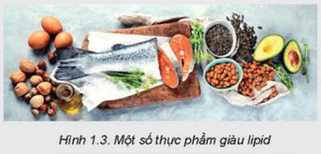 Hình 1.3. Một số thực phẩm giàu lipid